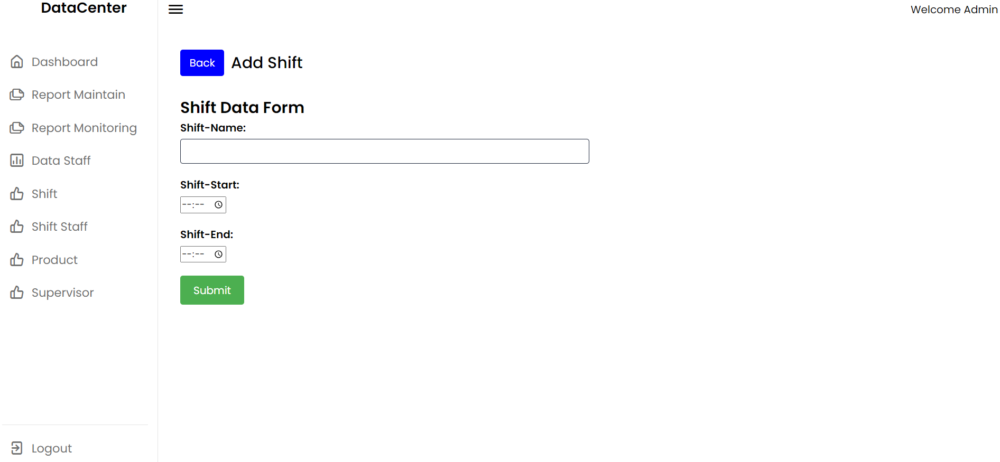 DataCenter
Welcome Admin
Dashboard
Report Maintain
Report Monitoring
Data Staff
Shift
Shift Staff
Product
Supervisor
Logout
Back Add Shift
Shift Data Form
Shift-Name:
Shift-Start:
--:--
Shift-End:
--:--
Submit